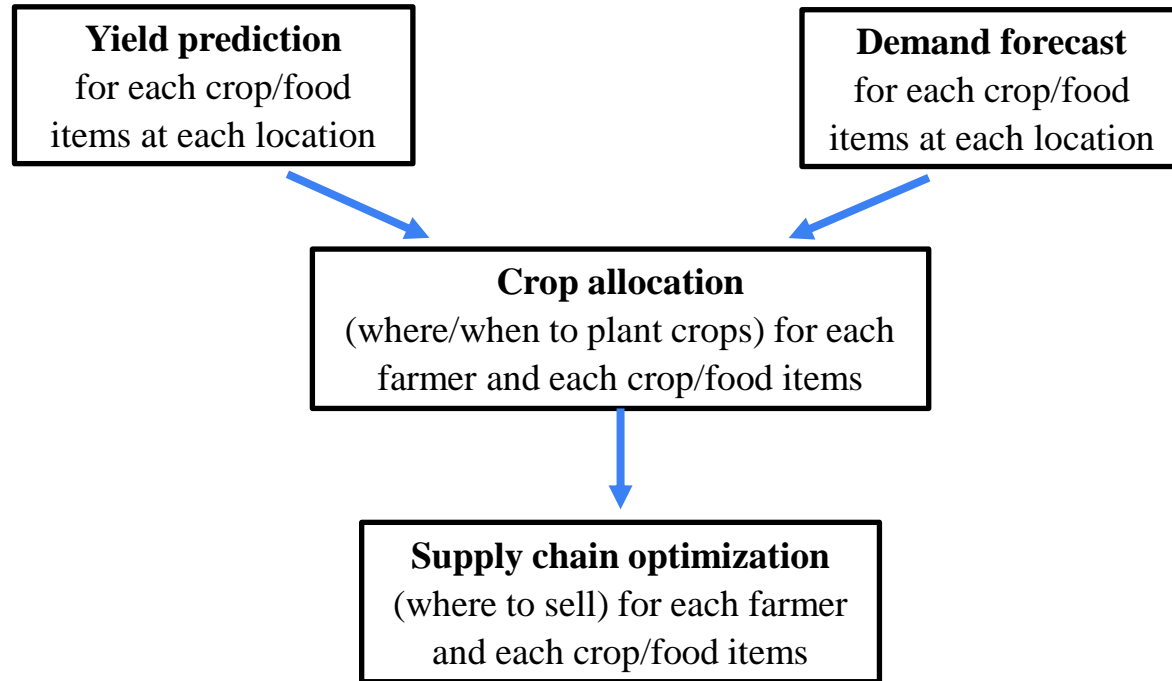 Yield prediction
for each crop/food
items at each location
Demand forecast
for each crop/food
items at each location
Crop allocation
(where/when to plant crops) for each
farmer and each crop/food items
Supply chain optimization
(where to sell) for each farmer
and each crop/food items